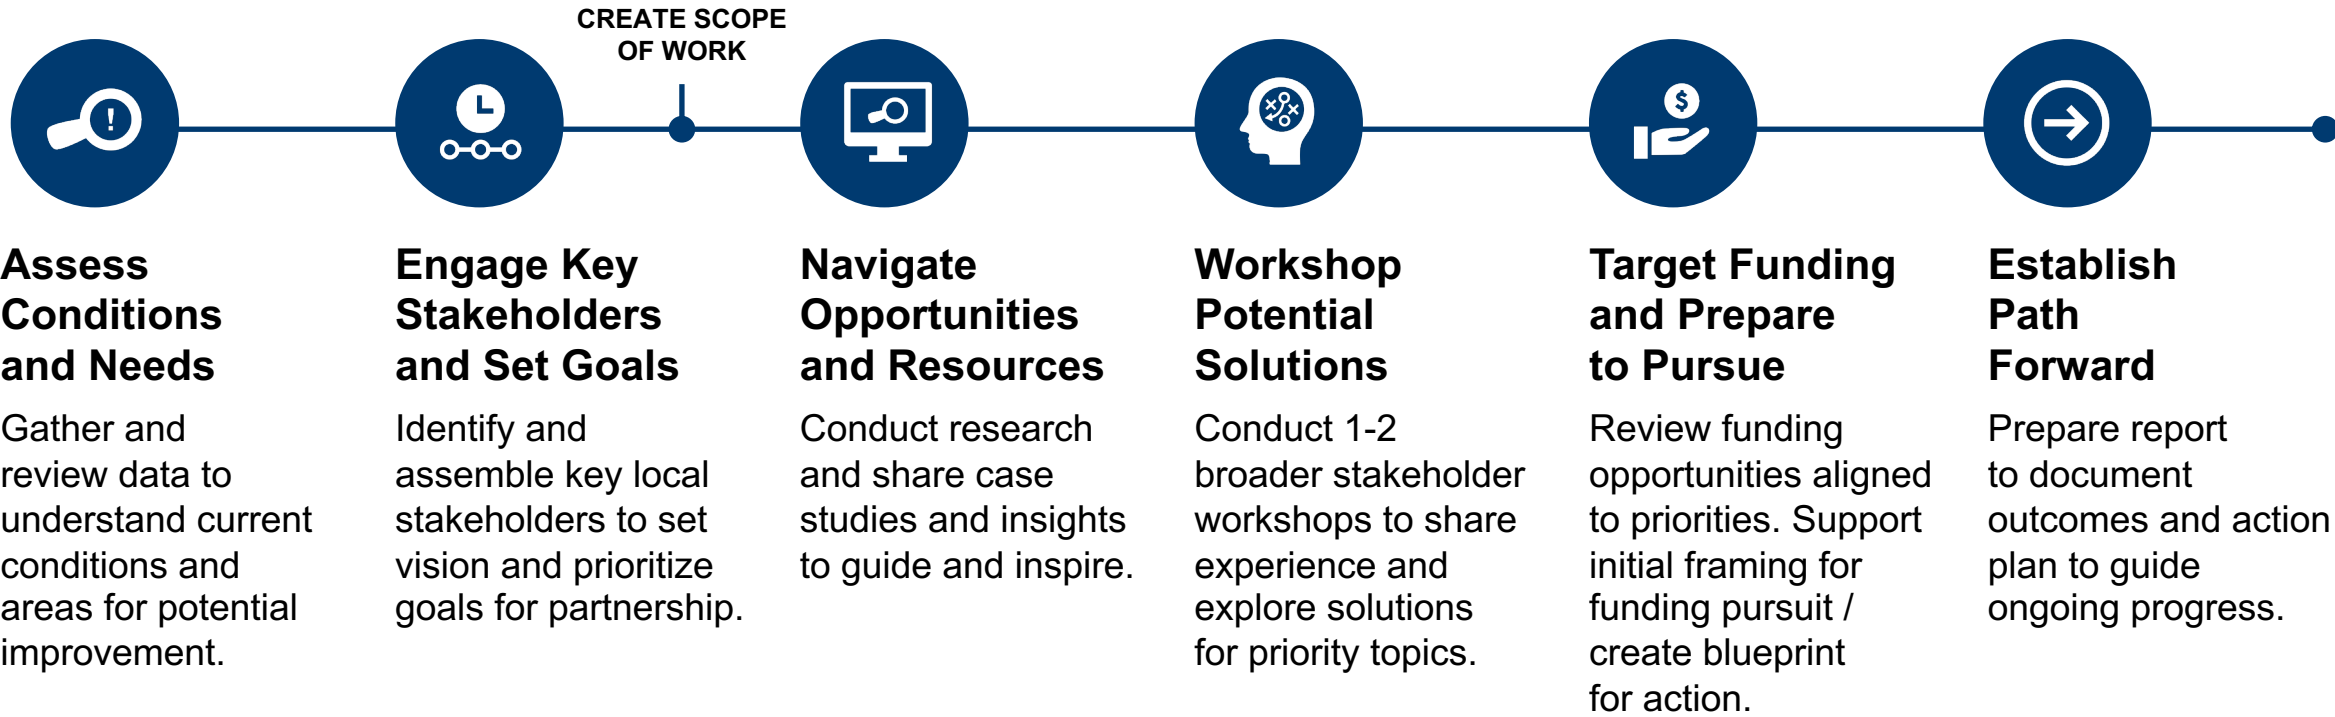 CREATE SCOPE
OF WORK
!
$
Assess
Conditions
and Needs
Gather and
review data to
understand current
conditions and
areas for potential
improvement.
Engage Key
Stakeholders
and Set Goals
Identify and
assemble key local
stakeholders to set
vision and prioritize
goals for partnership.
Navigate
Opportunities
and Resources
Conduct research
and share case
studies and insights
to guide and inspire.
Workshop
Potential
Solutions
Conduct 1-2
broader stakeholder
workshops to share
experience and
explore solutions
for priority topics.
Target Funding
and Prepare
to Pursue
Review funding
opportunities aligned
to priorities. Support
initial framing for
funding pursuit /
create blueprint
for action.
Establish
Path
Forward
Prepare report
to document
outcomes and action
plan to guide
ongoing progress.